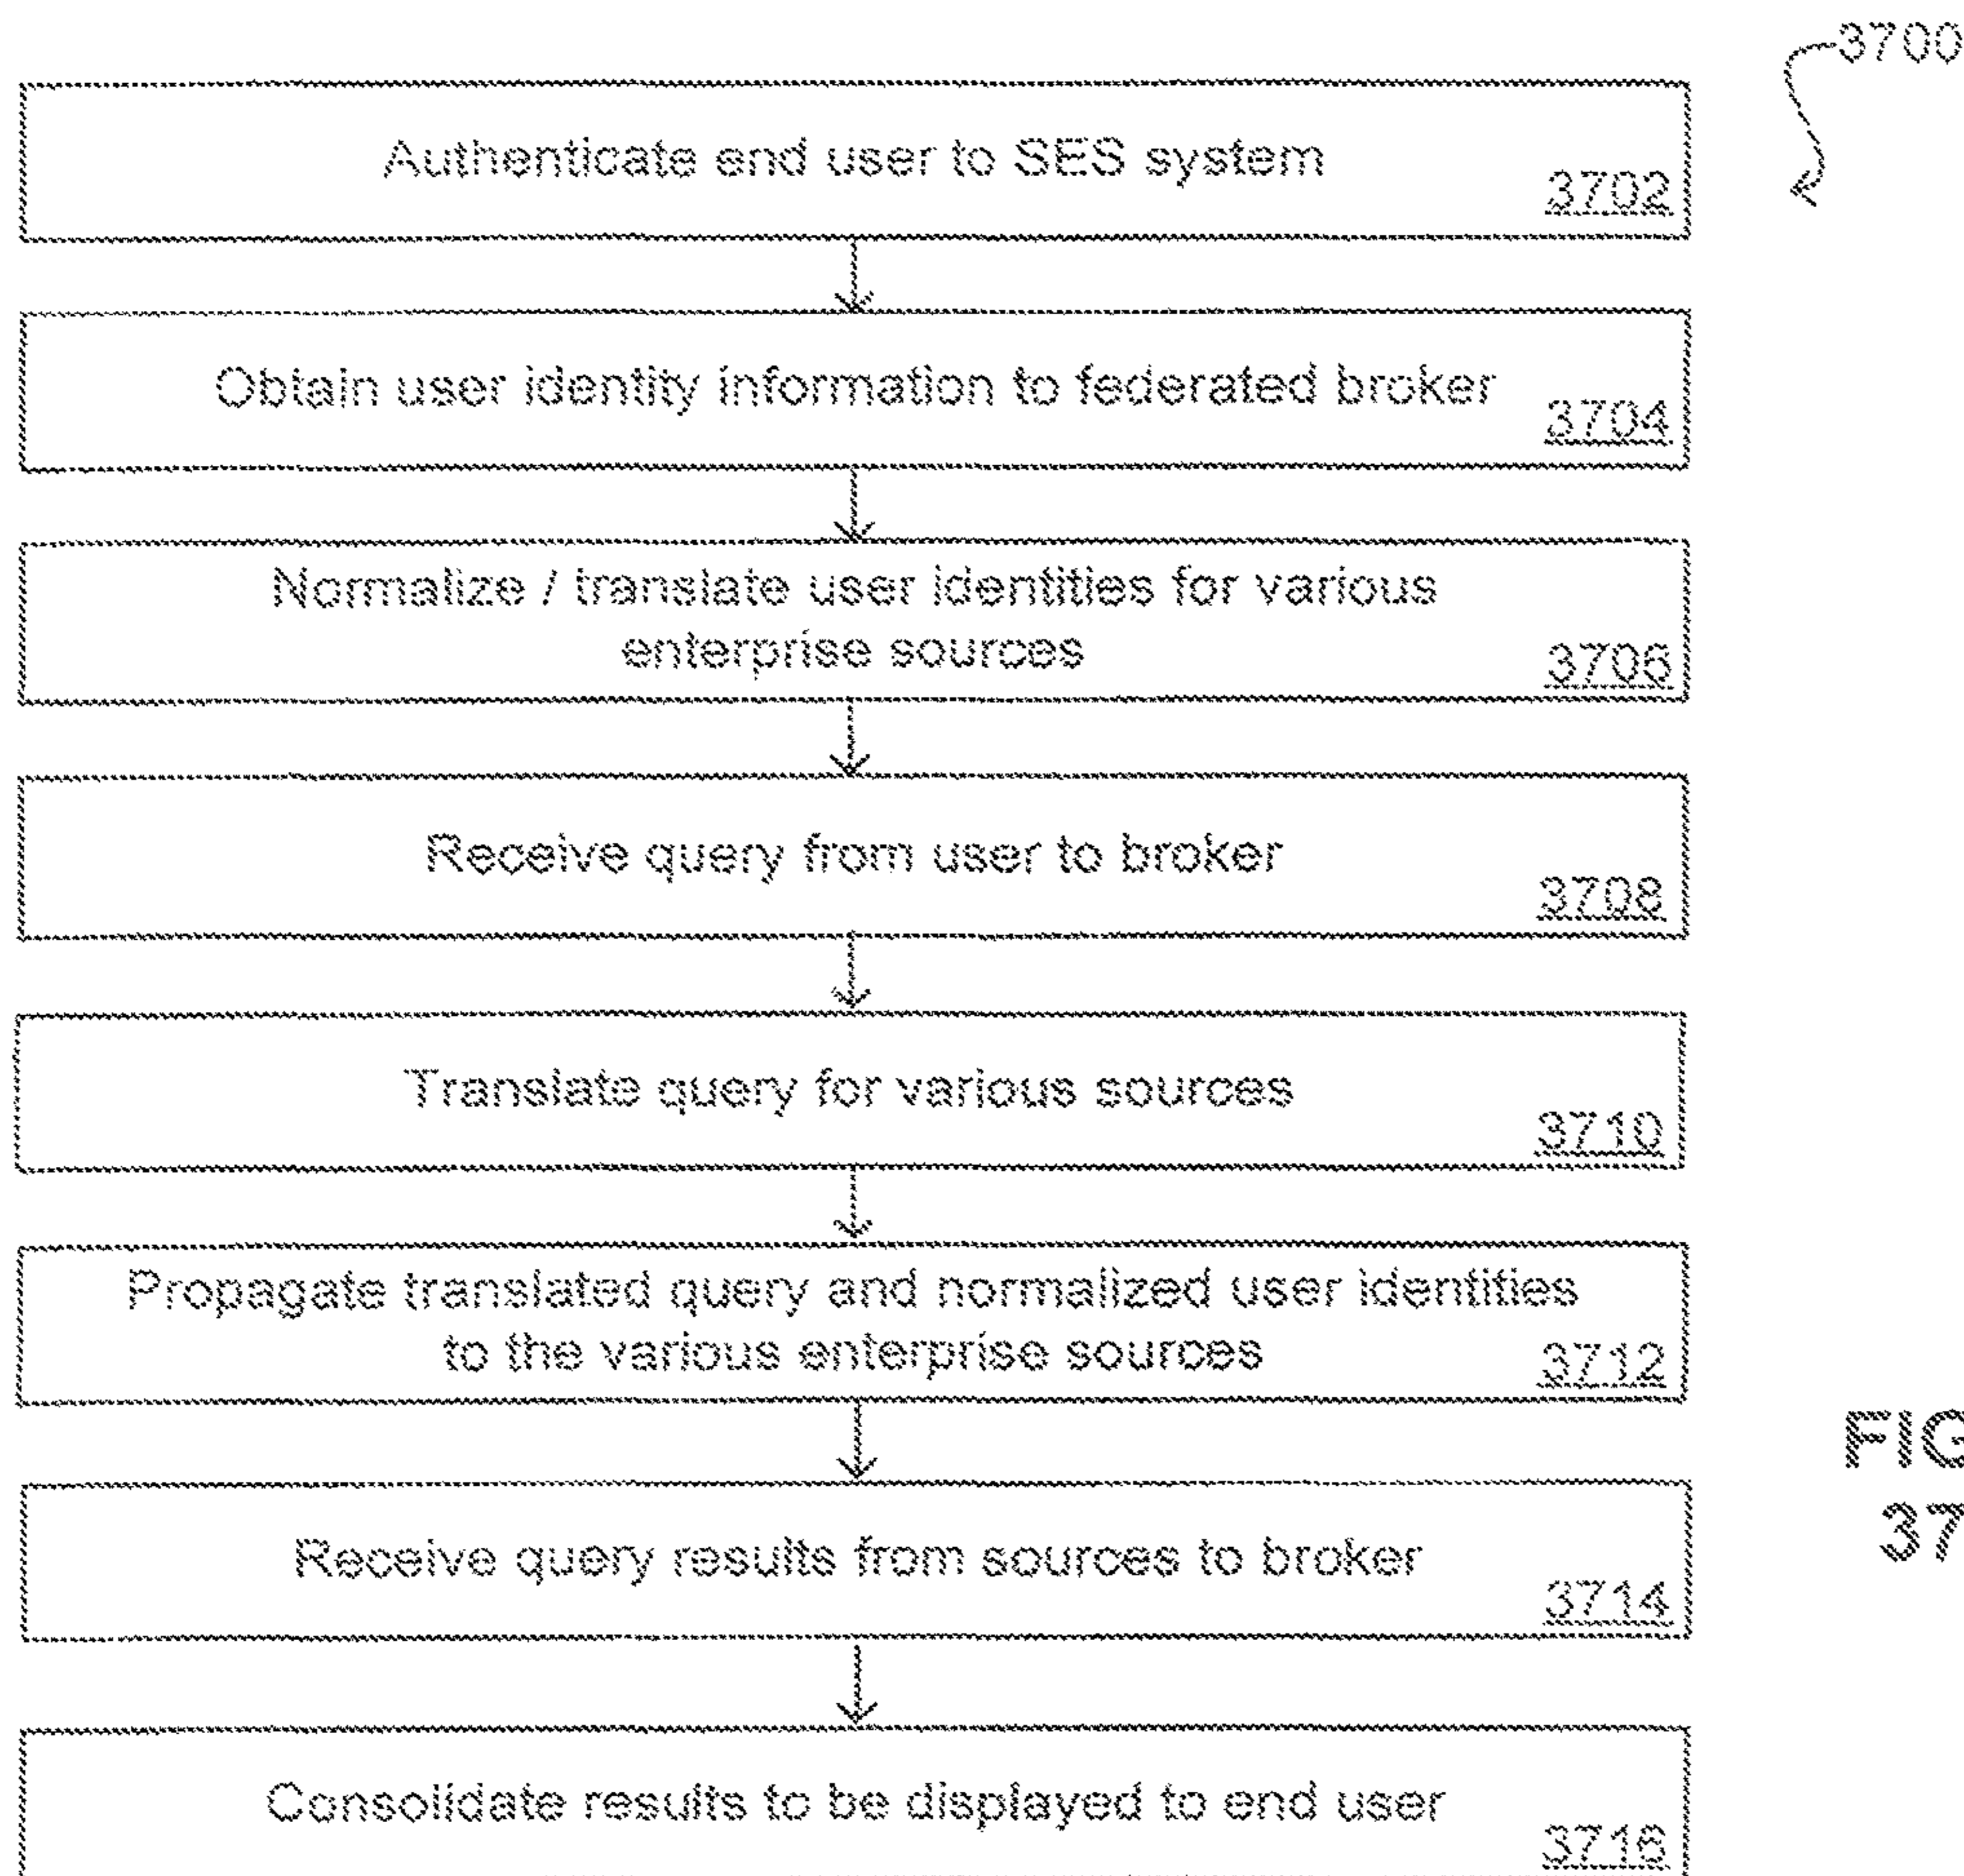 3700
Authenticate end user to SES system
3702
Obtain user identity information to federated broker
3704
Normalize / translate user identities for various
enterprise sources
3706
Receive query from user to broker
3708
Translate query for various sources
3710
Propagate translated query and normalized user identities
to the various enterprise sources
3712
FIG
37
Receive query results from sources to broker
3714
Consolidate results to be displayed to end user
3716